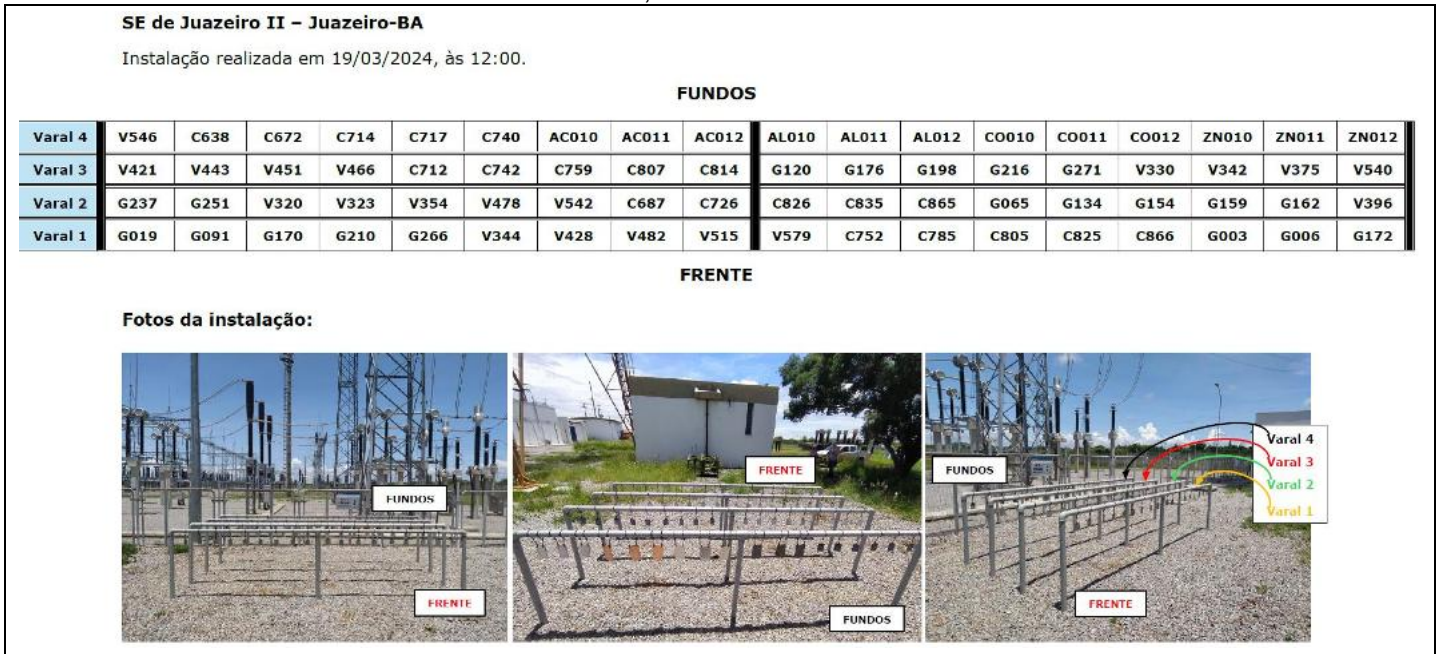 SE de Juazeiro II – Juazeiro-BA
Instalação realizada em 19/03/2024, às 12:00.
FUNDOS
Varal 4 V546 C638 C672 C714 C717 C740 AC010 AC011 AC012 AL010 AL011 AL012 CO010 CO011 CO012 ZN010 ZN011 ZN012
Varal 3 V421 V443 V451 V466 C712 C742 C759 C807 C814 G120 G176 G198 G216 G271 V330 V342 V375 V540
Varal 2 G237 G251 V320 V323 V354 V478 V542 C687 C726 C826 C835 C865 G065 G134 G154 G159 G162 V396
Varal 1 G019 G091 G170 G210 G266 V344 V428 V482 V515 V579 C752 C785 C805 C825 C866 G003 G006 G172
FRENTE
Fotos da instalação:
FUNDOS
FRENTE
FRENTE
FUNDOS
FUNDOS
Varal 4
Varal 3
Varal 2
Varal 1
FRENTE